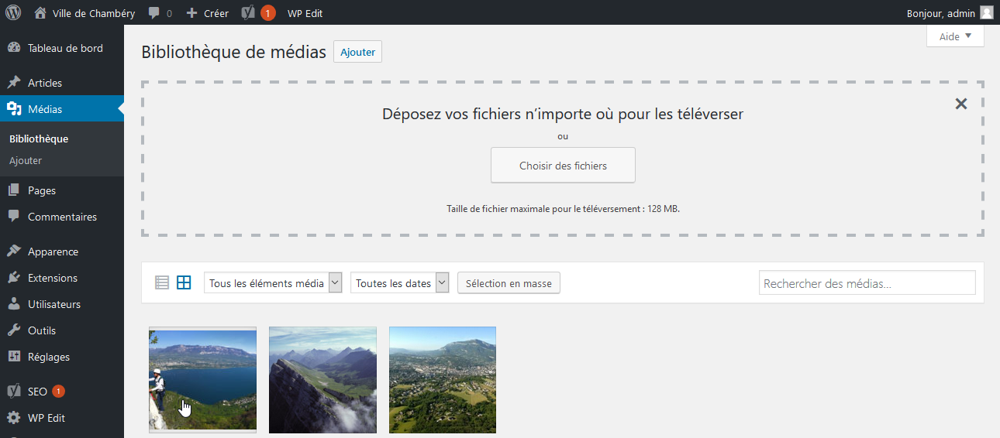 Ville de Chambéry 0 Créer 1 WP Edit Bonjour, admin
Aide
Tableau de bord
Articles
Médias
Bibliothèque
Ajouter
Pages
Commentaires
Apparence
Extensions
Utilisateurs
Outils
Réglages
SEO 1
WP Edit
Bibliothèque de médias Ajouter
Déposez vos fichiers n’importe où pour les téléverser
ou
Choisir des fichiers
Taille de fichier maximale pour le téléversement : 128 MB.
Tous les éléments média Toutes les dates Sélection en masse Rechercher des médias...